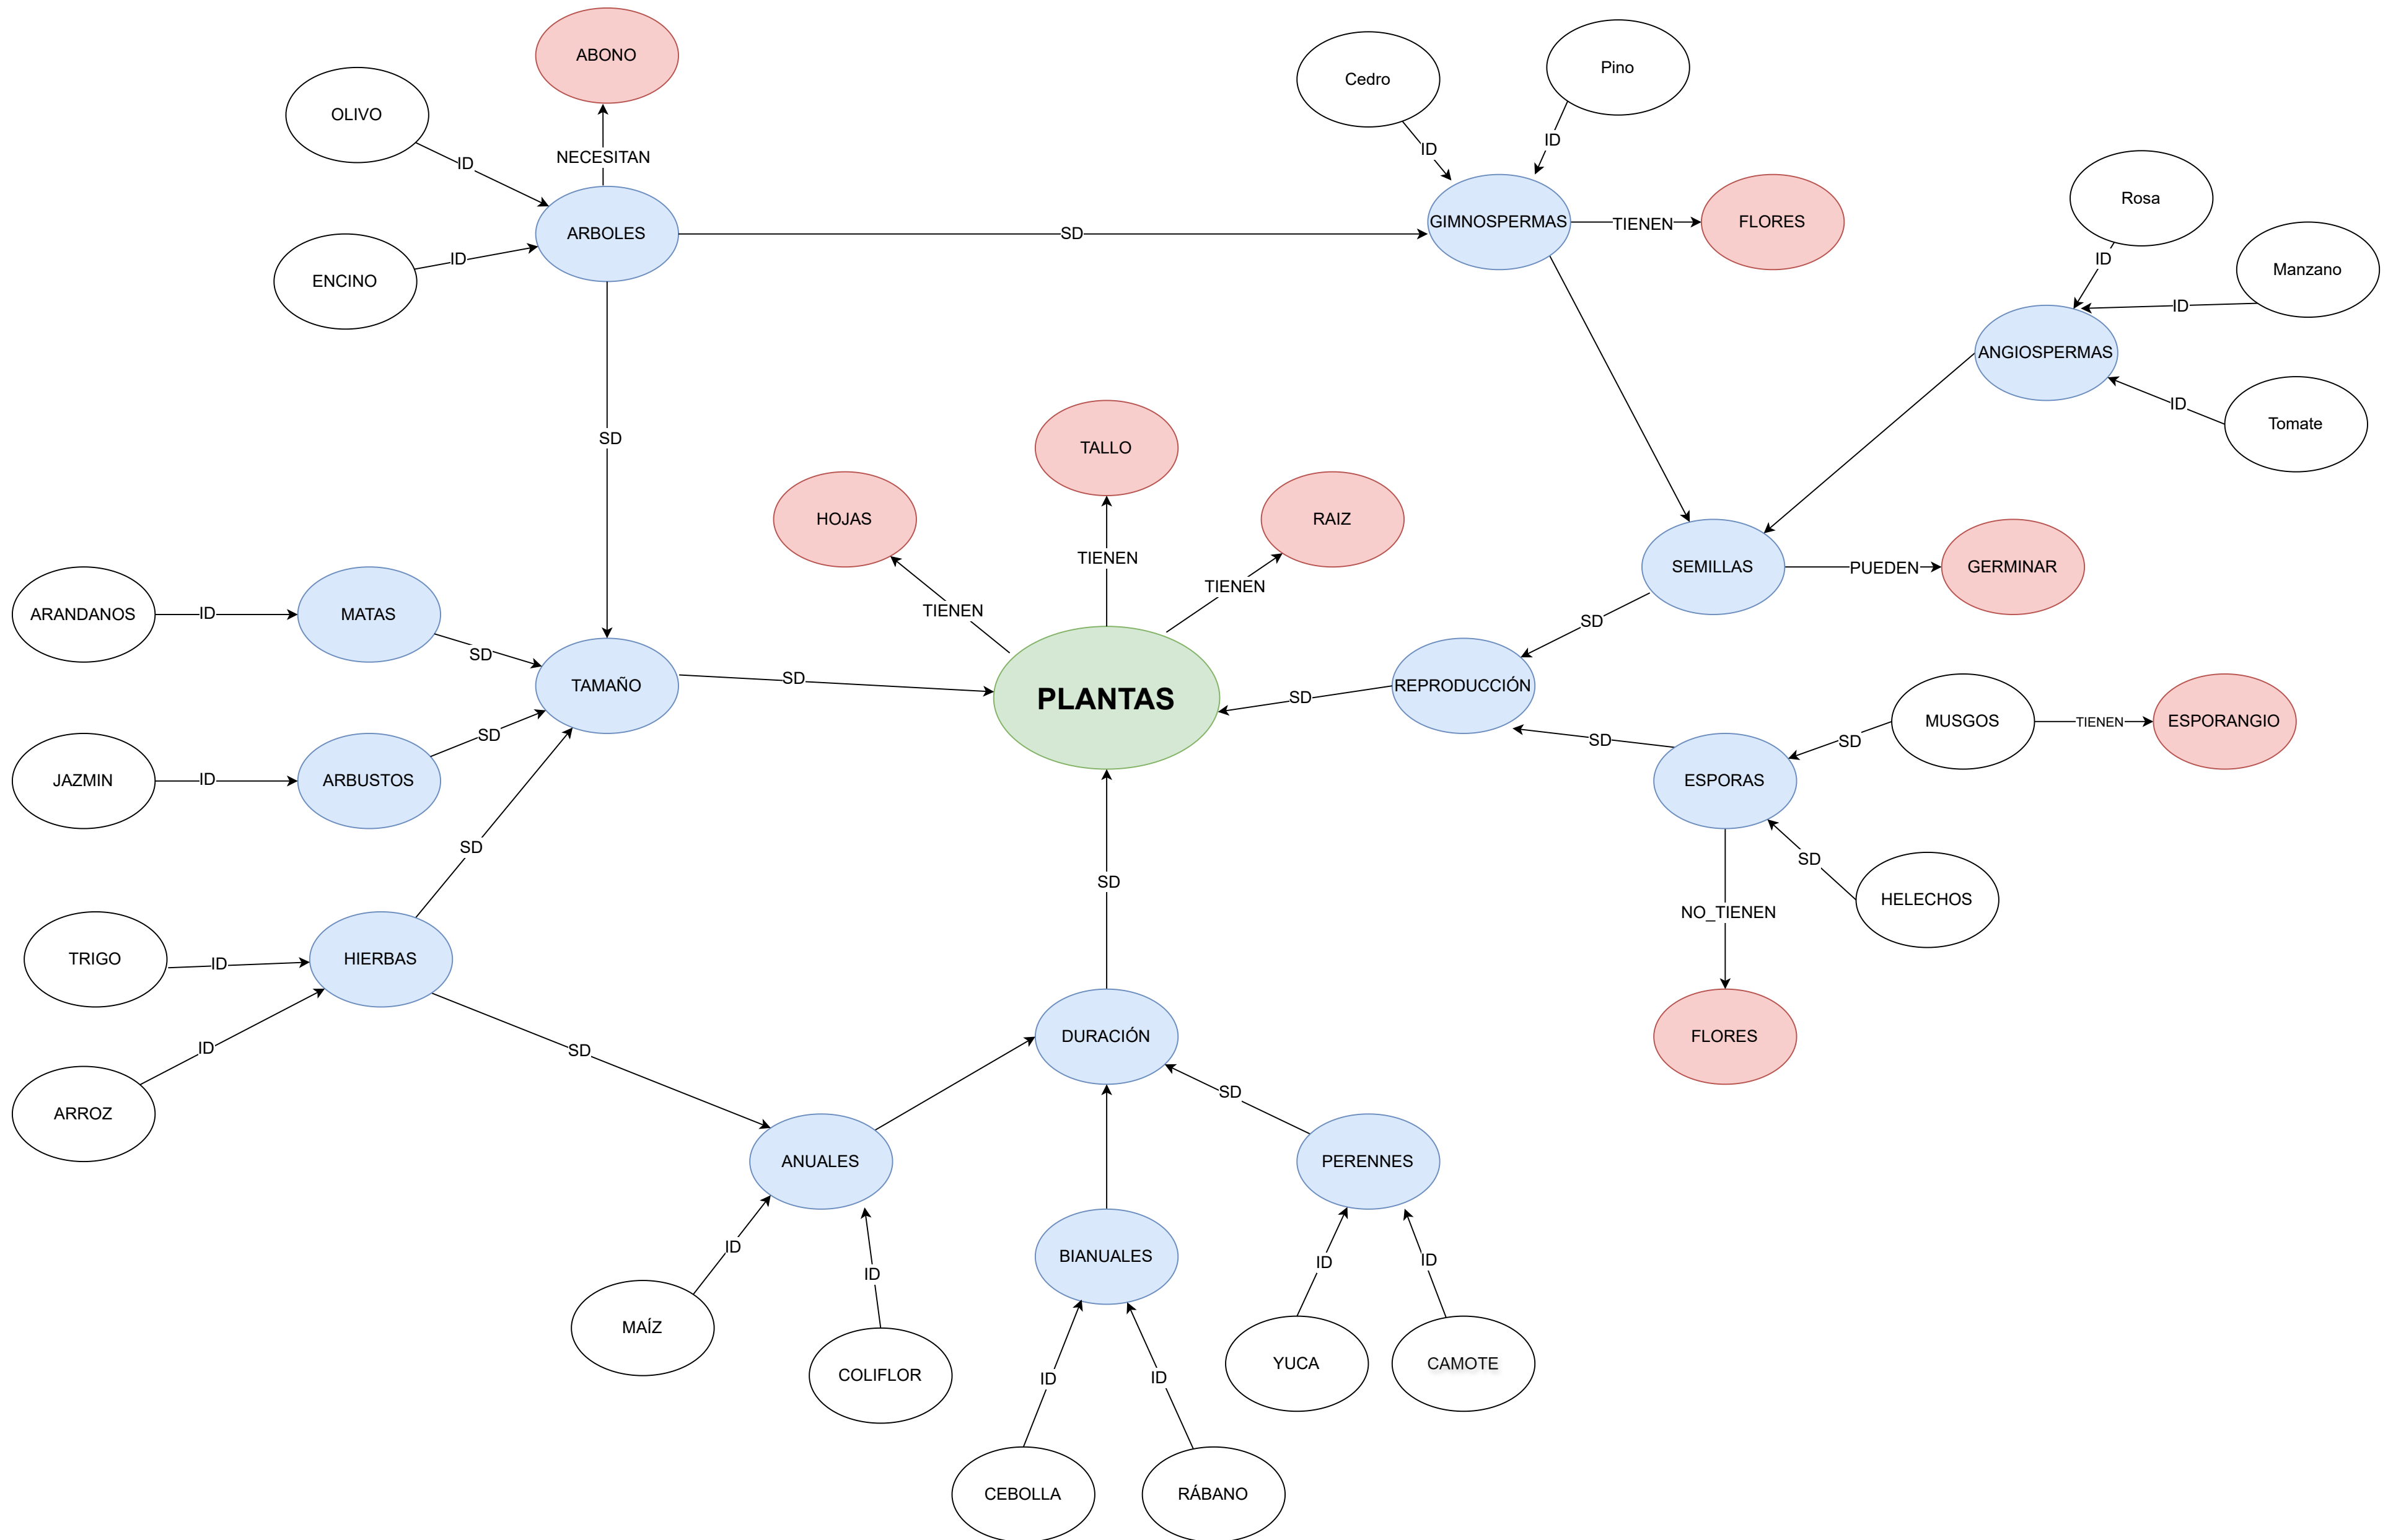 ABONO
Cedro
Pino
OLIVO
ID
NECESITAN
ID
ID
Rosa
ARBOLES
SD
GIMNOSPERMAS
TIENEN
FLORES
ENCINO
ID
ID
Manzano
ID
ANGIOSPERMAS
ID
Tomate
SD
TALLO
HOJAS
RAIZ
TIENEN
TIENEN
TIENEN
SEMILLAS
PUEDEN
GERMINAR
ARANDANOS
ID
MATAS
SD
SD
TAMAÑO
SD
PLANTAS
SD
REPRODUCCIÓN
SD
MUSGOS
TIENEN
ESPORANGIO
SD
JAZMIN
ID
ARBUSTOS
SD
ESPORAS
SD
SD
SD
HELECHOS
NO_TIENEN
TRIGO
ID
HIERBAS
ID
SD
DURACIÓN
FLORES
ARROZ
SD
ANUALES
PERENNES
ID
ID
BIANUALES
ID
ID
MAÍZ
COLIFLOR
YUCA
CAMOTE
ID
ID
CEBOLLA
RÁBANO